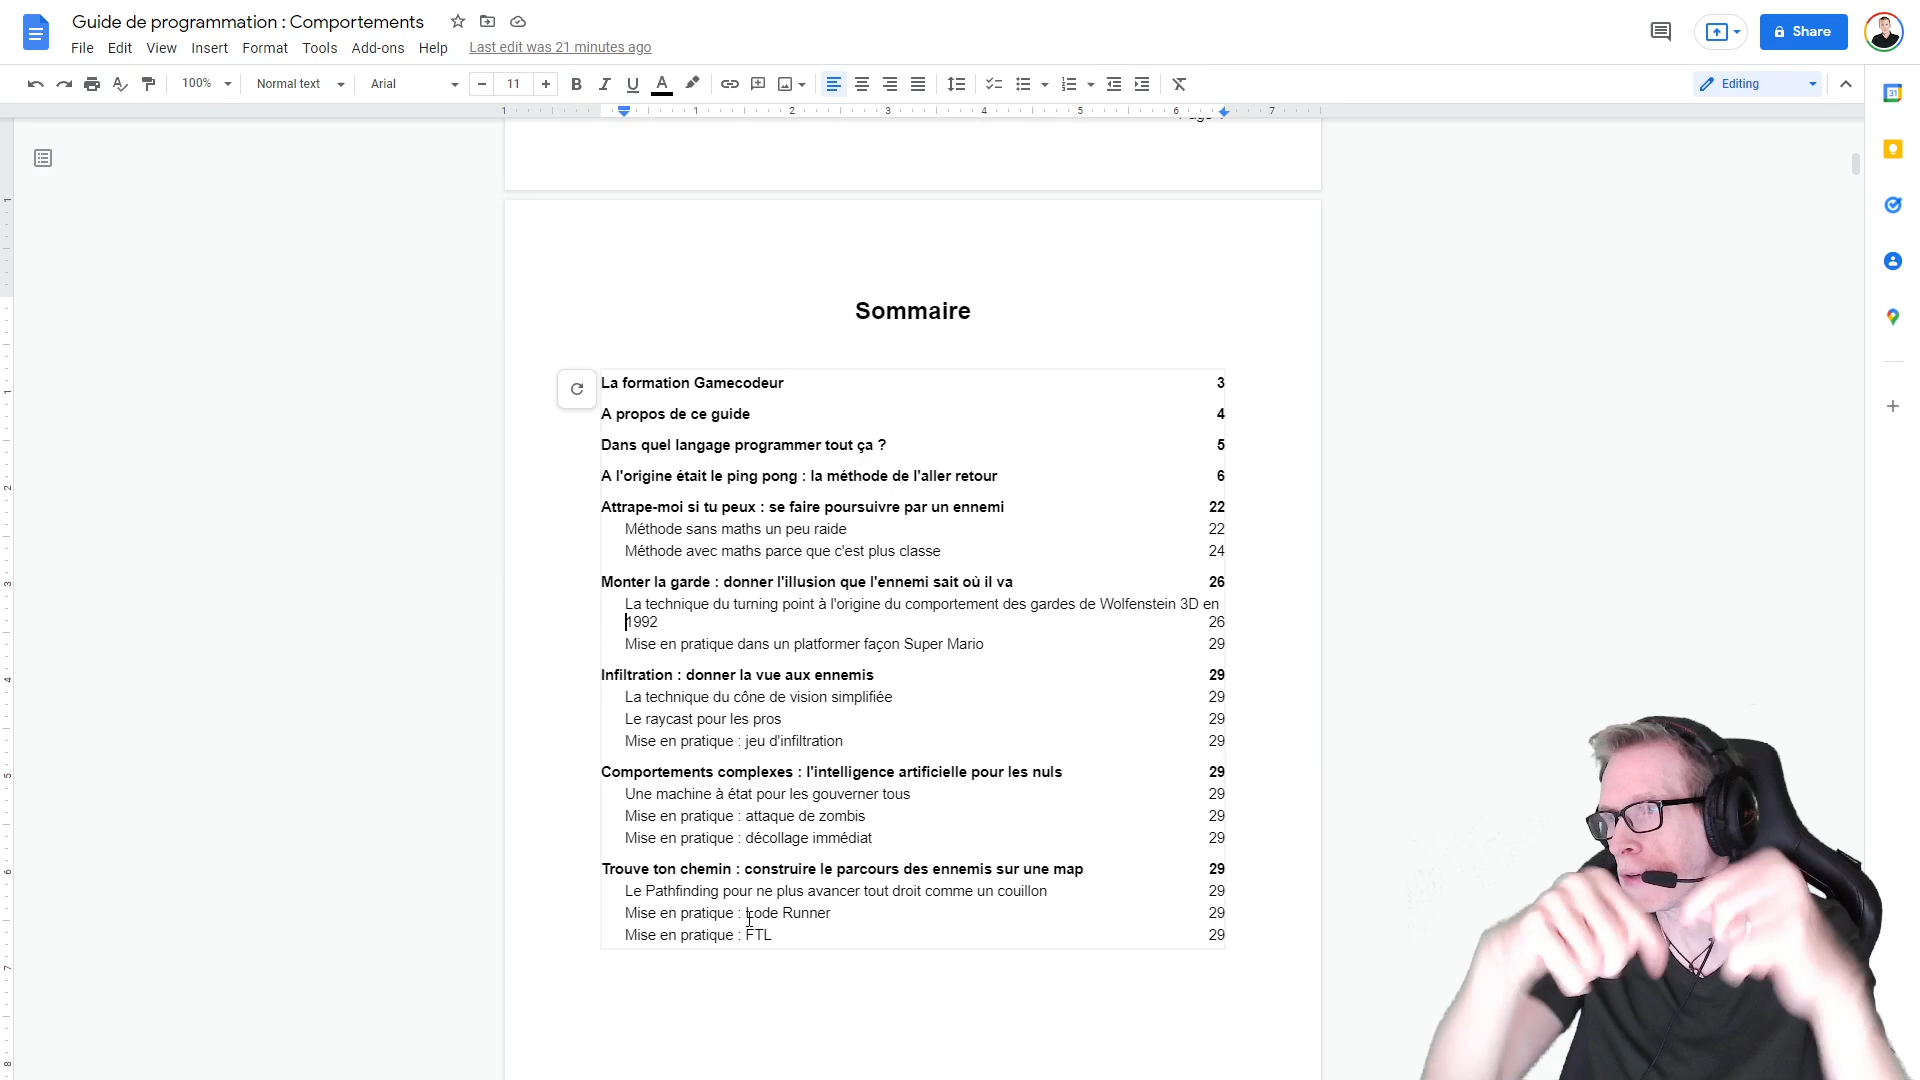 Guide de programmation : Comportements
File Edit View Insert Format Tools Add-ons Help Last edit was 21 minutes ago
Share
100% Normal text Arial 11 Editing
1 1 2 3 4 5 6 7
Sommaire
La formation Gamecodeur 3
A propos de ce guide 4
Dans quel langage programmer tout ça ? 5
A l'origine était le ping pong : la méthode de l'aller retour 6
Attrape-moi si tu peux : se faire poursuivre par un ennemi 22
Méthode sans maths un peu raide 22
Méthode avec maths parce que c'est plus classe 24
Monter la garde : donner l'illusion que l'ennemi sait où il va 26
La technique du turning point à l'origine du comportement des gardes de Wolfenstein 3D en
1992 26
Mise en pratique dans un platformer façon Super Mario 29
Infiltration : donner la vue aux ennemis 29
La technique du cône de vision simplifiée 29
Le raycast pour les pros 29
Mise en pratique : jeu d'infiltration 29
Comportements complexes : l'intelligence artificielle pour les nuls 29
Une machine à état pour les gouverner tous 29
Mise en pratique : attaque de zombis 29
Mise en pratique : décollage immédiat 29
Trouve ton chemin : construire le parcours des ennemis sur une map 29
Le Pathfinding pour ne plus avancer tout droit comme un couillon 29
Mise en pratique : Lode Runner 29
Mise en pratique : FTL 29